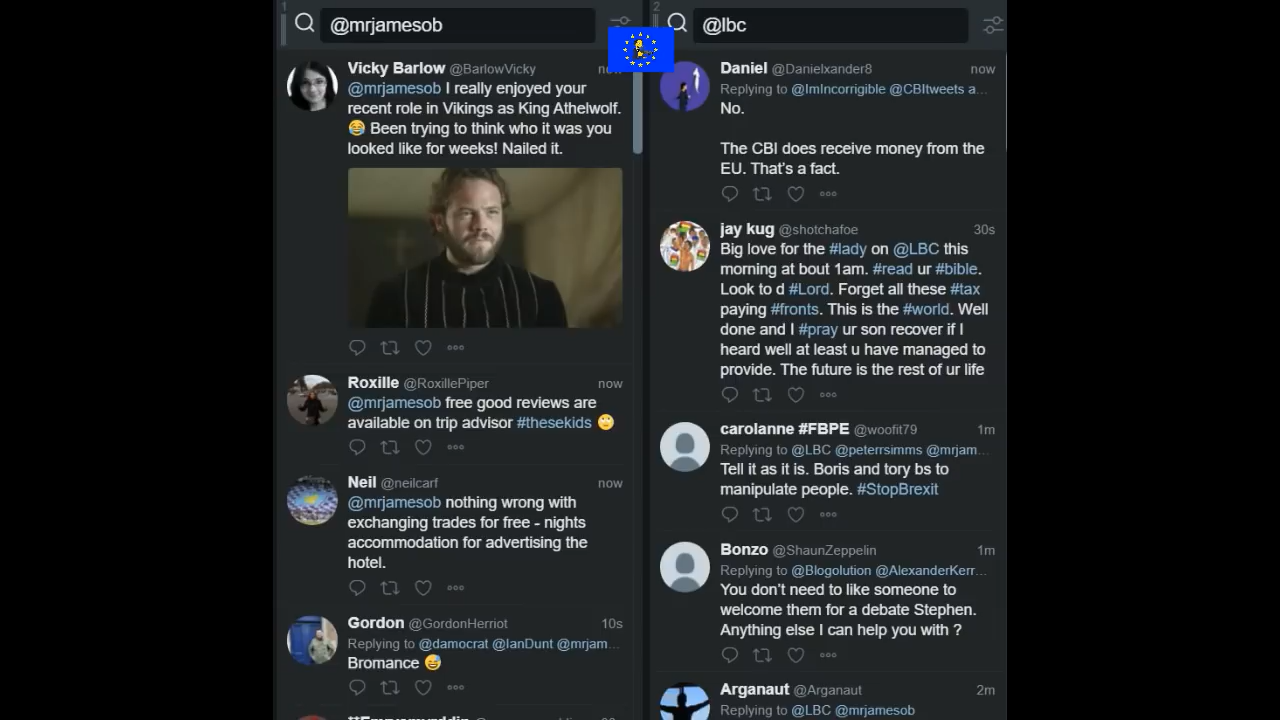 1
@mrjamesob
Vicky Barlow @BarlowVicky now
@mrjamesob I really enjoyed your
recent role in Vikings as King Athelwolf.
😂 Been trying to think who it was you
looked like for weeks! Nailed it.
Roxille @RoxillePiper now
@mrjamesob free good reviews are
available on trip advisor #thesekids 🙄
Neil @neilcarf now
@mrjamesob nothing wrong with
exchanging trades for free - nights
accommodation for advertising the
hotel.
Gordon @GordonHerriot 10s
Replying to @damocrat @IanDunt @mrjam…
Bromance 😅
2
@lbc
Daniel @Danielxander8 now
Replying to @ImIncorrigible @CBItweets a…
No.
The CBI does receive money from the
EU. That’s a fact.
jay kug @shotchafoe 30s
Big love for the #lady on @LBC this
morning at bout 1am. #read ur #bible.
Look to d #Lord. Forget all these #tax
paying #fronts. This is the #world. Well
done and I #pray ur son recover if I
heard well at least u have managed to
provide. The future is the rest of ur life
carolanne #FBPE @woofit79 1m
Replying to @LBC @peterrsimms @mrjam…
Tell it as it is. Boris and tory bs to
manipulate people. #StopBrexit
Bonzo @ShaunZeppelin 1m
Replying to @Blogolution @AlexanderKerr…
You don’t need to like someone to
welcome them for a debate Stephen.
Anything else I can help you with ?
Arganaut @Arganaut 2m
Replying to @LBC @mrjamesob